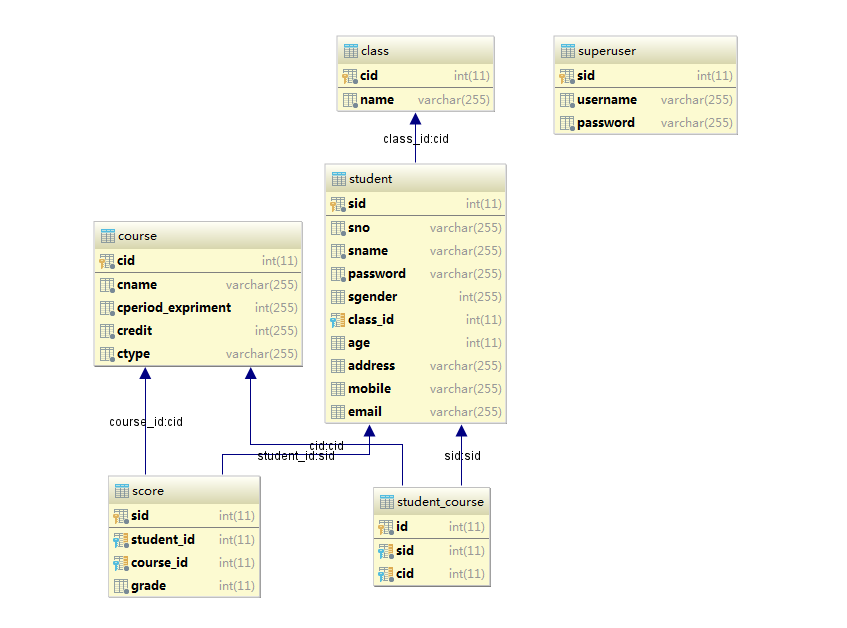 class
cid int(11)
name varchar(255)
superuser
sid int(11)
username varchar(255)
password varchar(255)
class_id:cid
student
sid int(11)
sno varchar(255)
sname varchar(255)
password varchar(255)
sgender int(255)
class_id int(11)
age int(11)
address varchar(255)
mobile varchar(255)
email varchar(255)
course
cid int(11)
cname varchar(255)
cperiod_expriment int(255)
credit int(255)
ctype varchar(255)
course_id:cid
cid:cid
student_id:sid
sid:sid
score
sid int(11)
student_id int(11)
course_id int(11)
grade int(11)
student_course
id int(11)
sid int(11)
cid int(11)